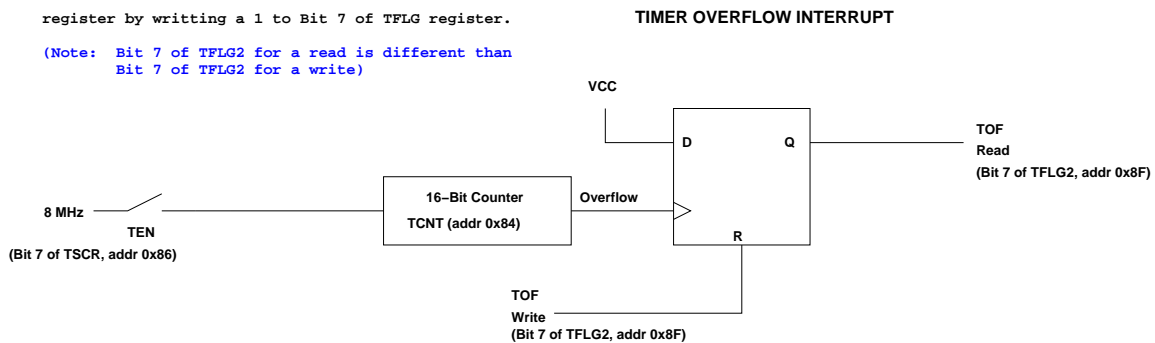 register by writting a 1 to Bit 7 of TFLG register.
TIMER OVERFLOW INTERRUPT
(Note: Bit 7 of TFLG2 for a read is different than
Bit 7 of TFLG2 for a write)
VCC
D
Q
TOF
Read
(Bit 7 of TFLG2, addr 0x8F)
8 MHz
TEN
(Bit 7 of TSCR, addr 0x86)
16−Bit Counter
TCNT (addr 0x84)
Overflow
R
TOF
Write
(Bit 7 of TFLG2, addr 0x8F)